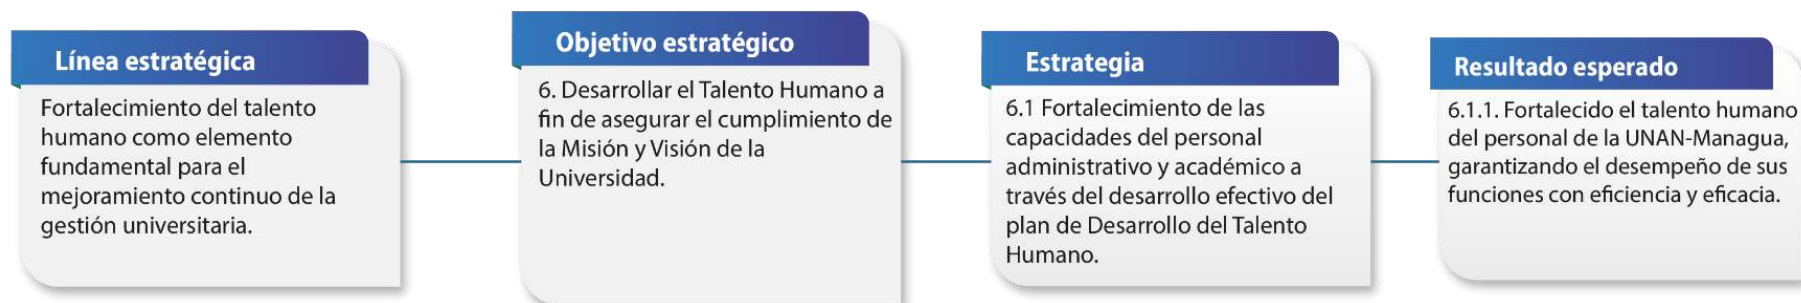 Línea estratégica
Fortalecimiento del talento
humano como elemento
fundamental para el
mejoramiento continuo de la
gestión universitaria.
Objetivo estratégico
6. Desarrollar el Talento Humano a
fin de asegurar el cumplimiento de
la Misión y Visión de la
Universidad.
Estrategia
6.1 Fortalecimiento de las
capacidades del personal
administrativo y académico a
través del desarrollo efectivo del
plan de Desarrollo del Talento
Humano.
Resultado esperado
6.1.1. Fortalecido el talento humano
del personal de la UNAN-Managua,
garantizando el desempeño de sus
funciones con eficiencia y eficacia.